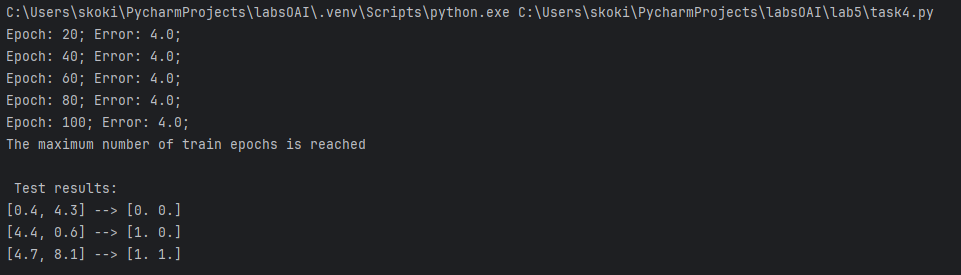 C:\Users\skoki\PycharmProjects\labsOAI\.venv\Scripts\python.exe C:\Users\skoki\PycharmProjects\labsOAI\lab5\task4.py
Epoch: 20; Error: 4.0;
Epoch: 40; Error: 4.0;
Epoch: 60; Error: 4.0;
Epoch: 80; Error: 4.0;
Epoch: 100; Error: 4.0;
The maximum number of train epochs is reached

 Test results:
[0.4, 4.3] --> [0. 0.]
[4.4, 0.6] --> [1. 0.]
[4.7, 8.1] --> [1. 1.]